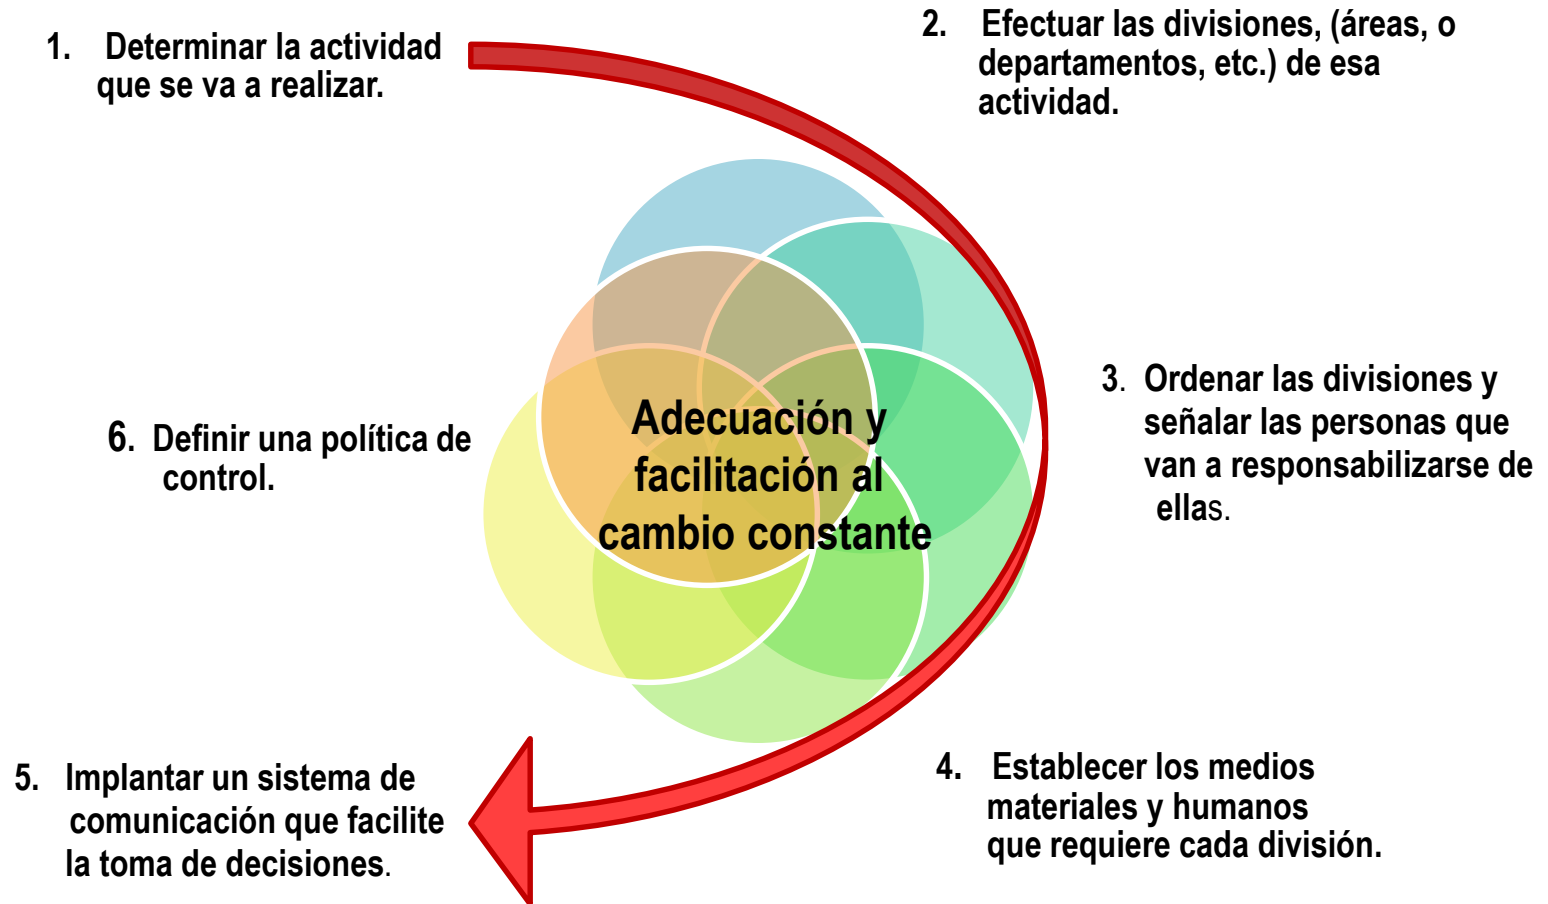 1. Determinar la actividad
que se va a realizar.
2. Efectuar las divisiones, (áreas, o
departamentos, etc.) de esa
actividad.
3. Ordenar las divisiones y
señalar las personas que
van a responsabilizarse de
ellas.
4. Establecer los medios
materiales y humanos
que requiere cada división.
5. Implantar un sistema de
comunicación que facilite
la toma de decisiones.
6. Definir una política de
control.
Adecuación y
facilitación al
cambio constante